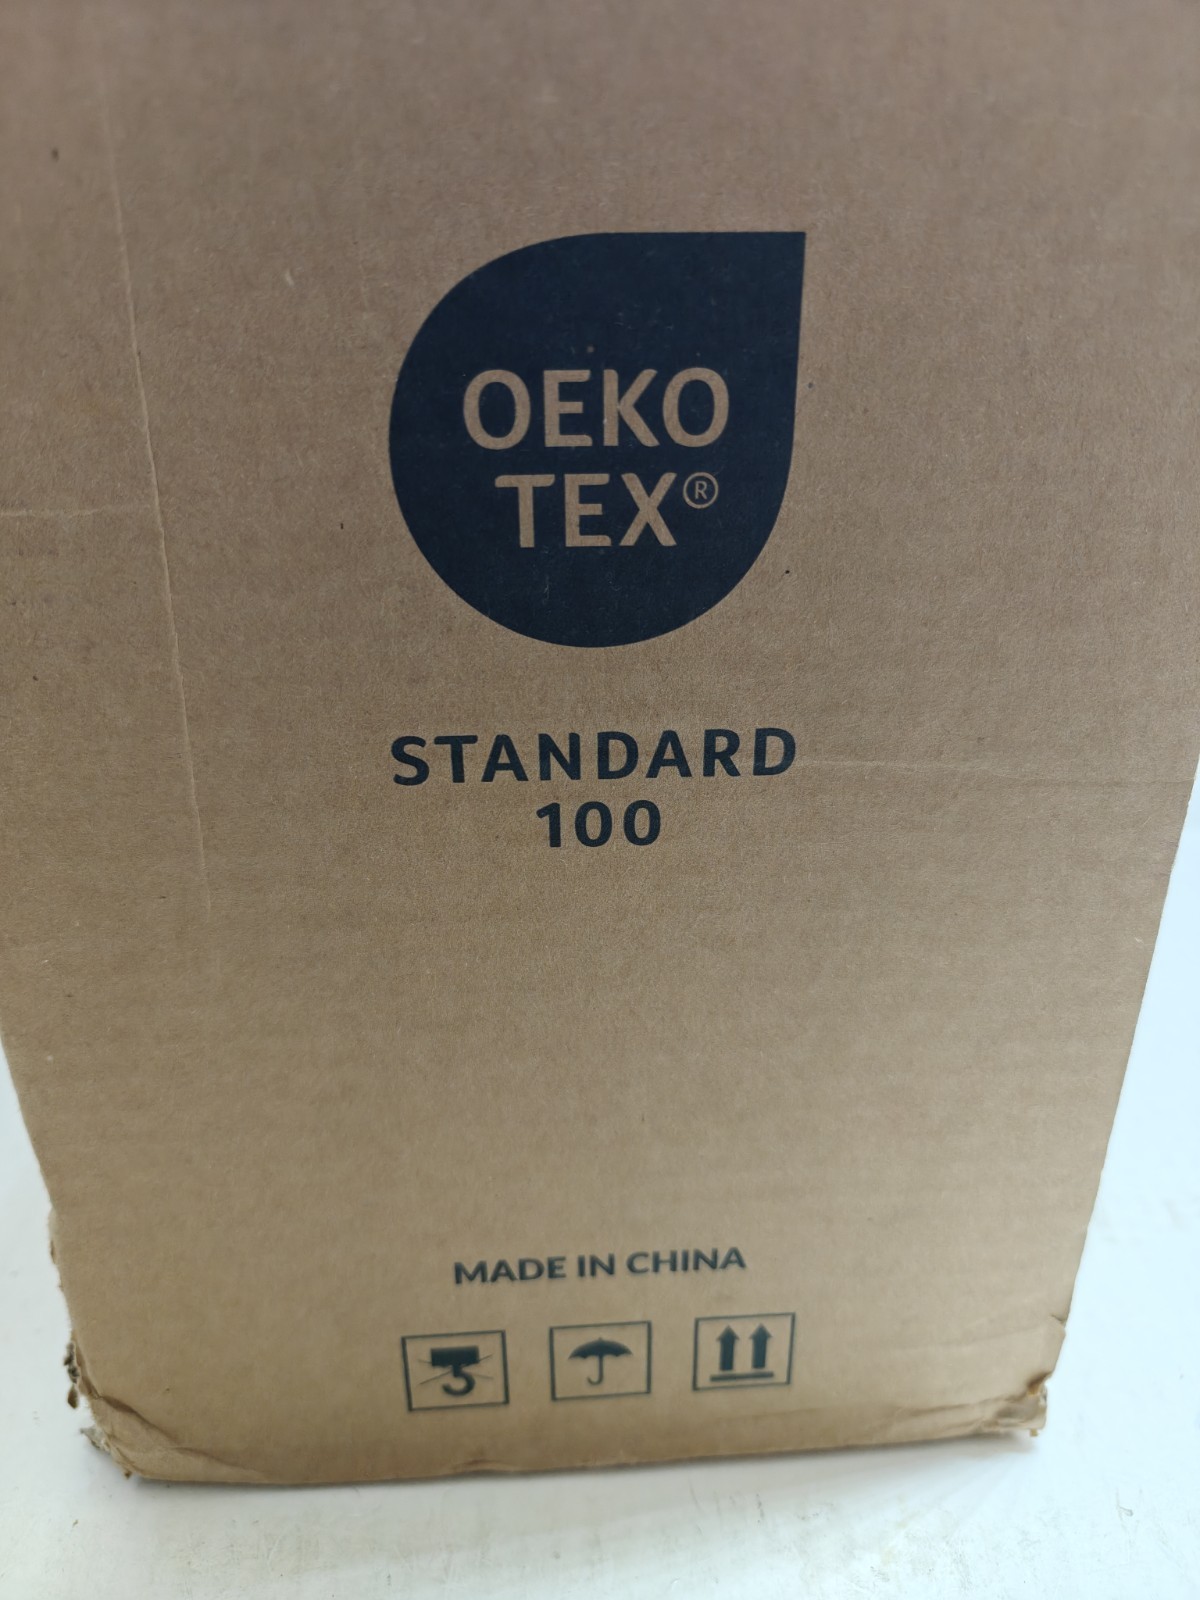 OEKO
TEX®
STANDARD
100
MADE IN CHINA